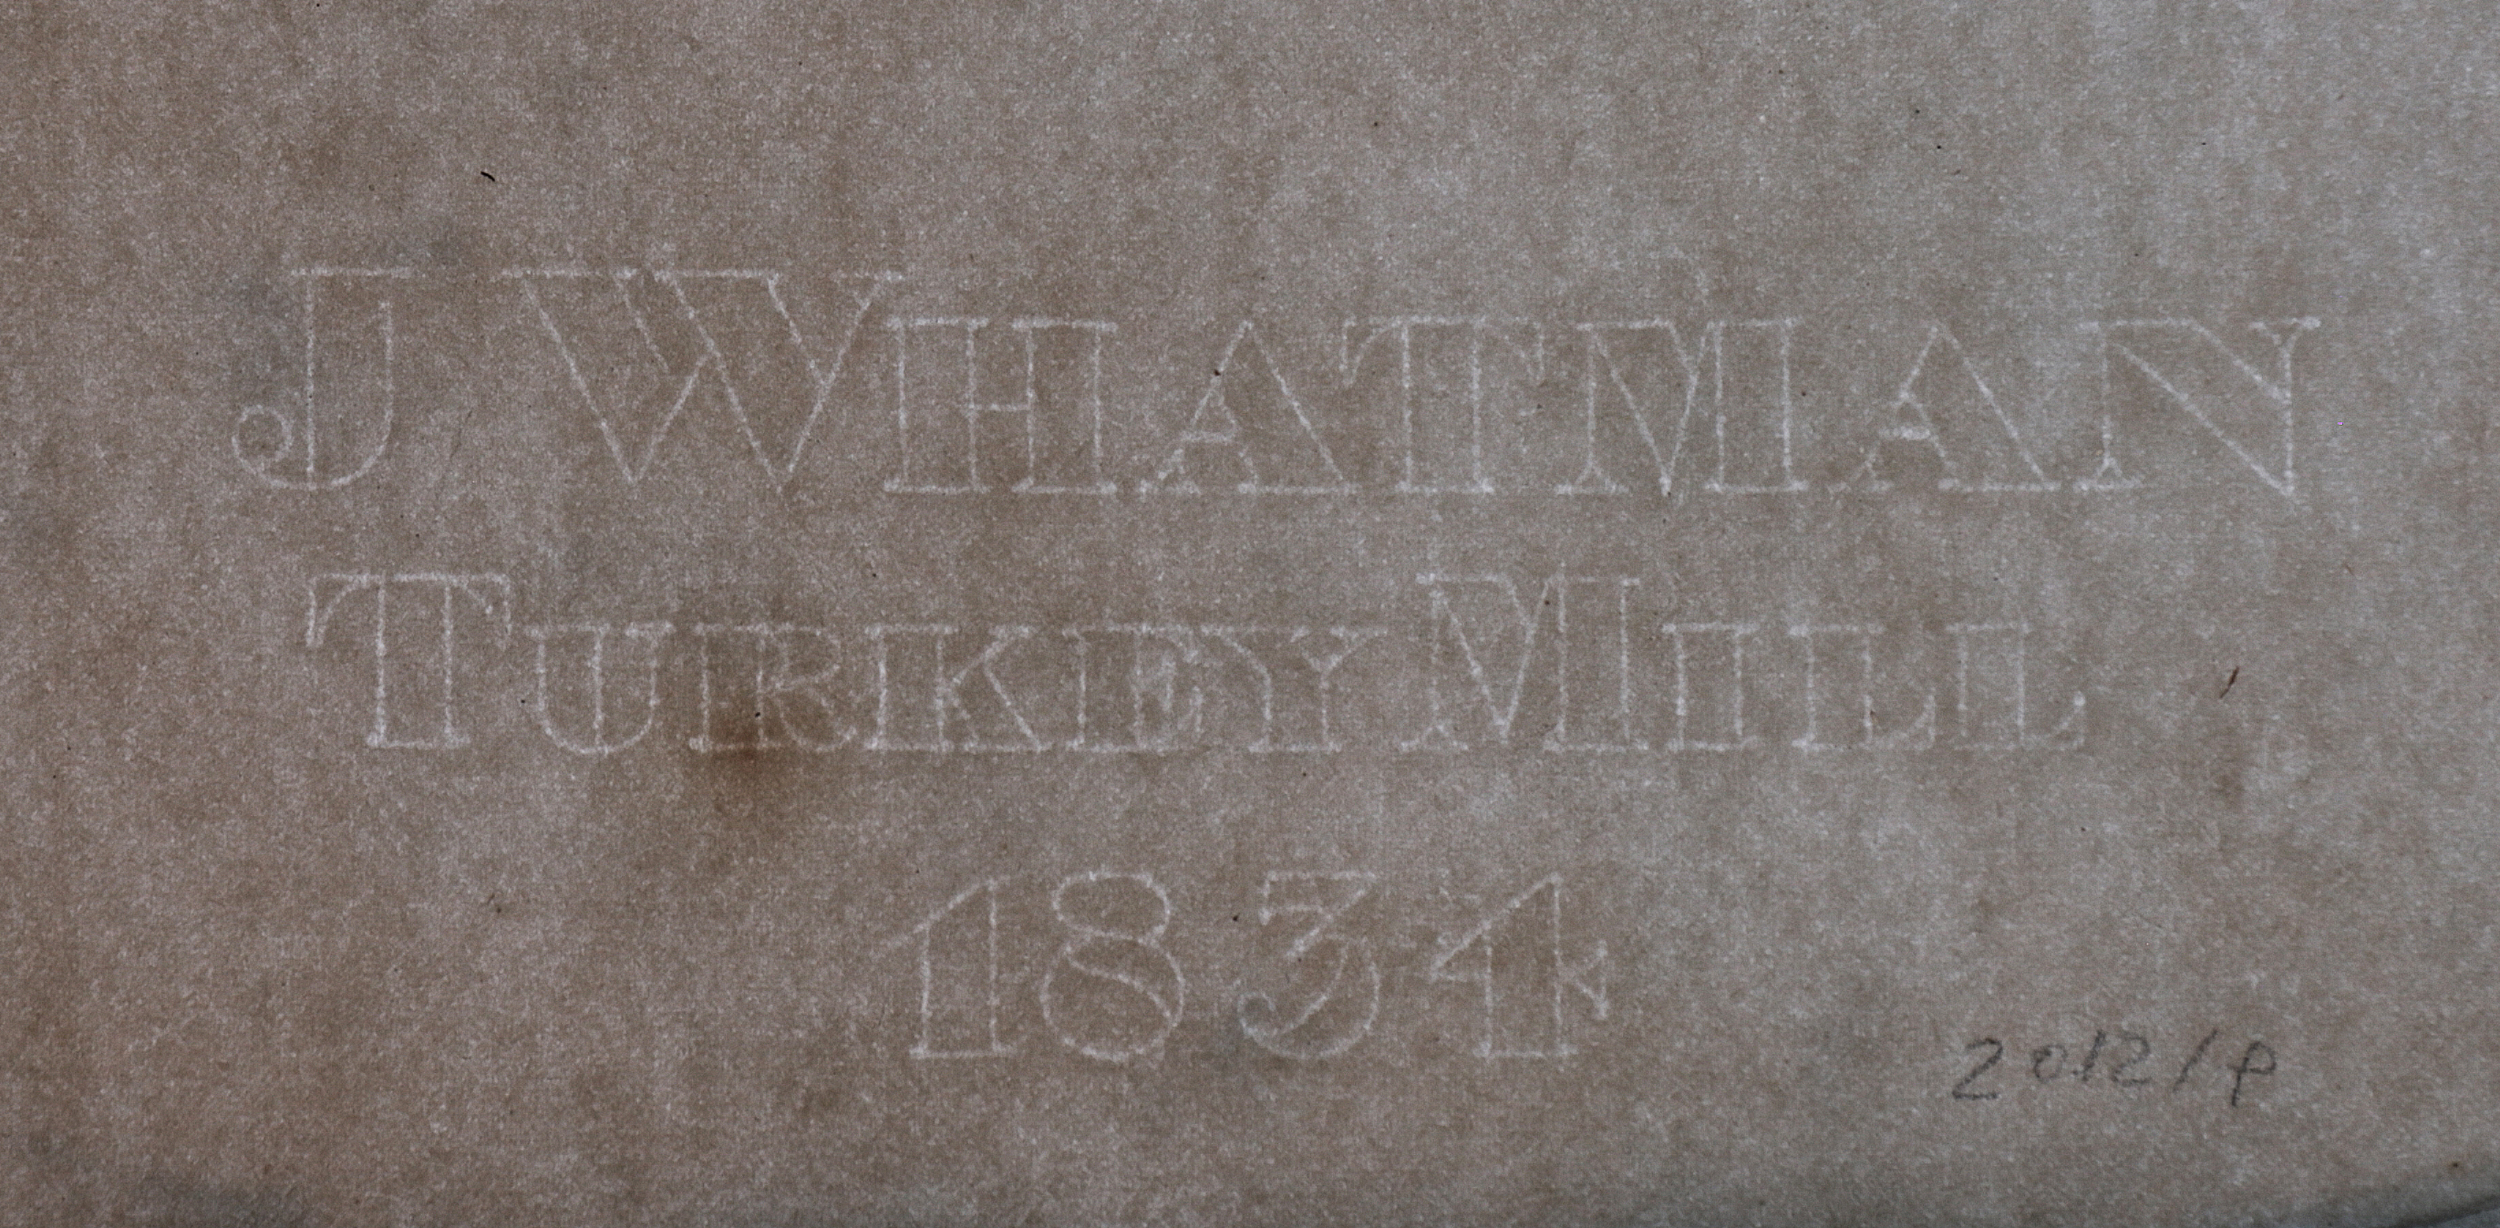 J WHATMAN
TURKEY MILL
1834
2012/P